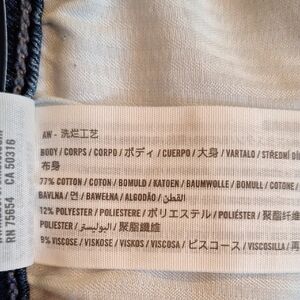 AW - 洗烂工艺
BODY / CORPS / CORPO / ボディ / CUERPO / 大身 / VARTALO / STŘEDNÍ
布身
77% COTTON / COTON / BOMULD / KATOEN / BAUMWOLLE / BOMULL / COTONE /
BAVLNA / 면 / BAWEŁNA / ALGODÃO / القطن /
12% POLYESTER / POLIESTERE / ポリエステル / POLIÉSTER / 聚酯纤维
POLIESTER / البوليستر / 聚酯纖維
9% VISCOSE / VISKOSE / VISKOS / VISCOSA / ビスコース / VISCOSILLA / 再
RN 75654 CA 50316